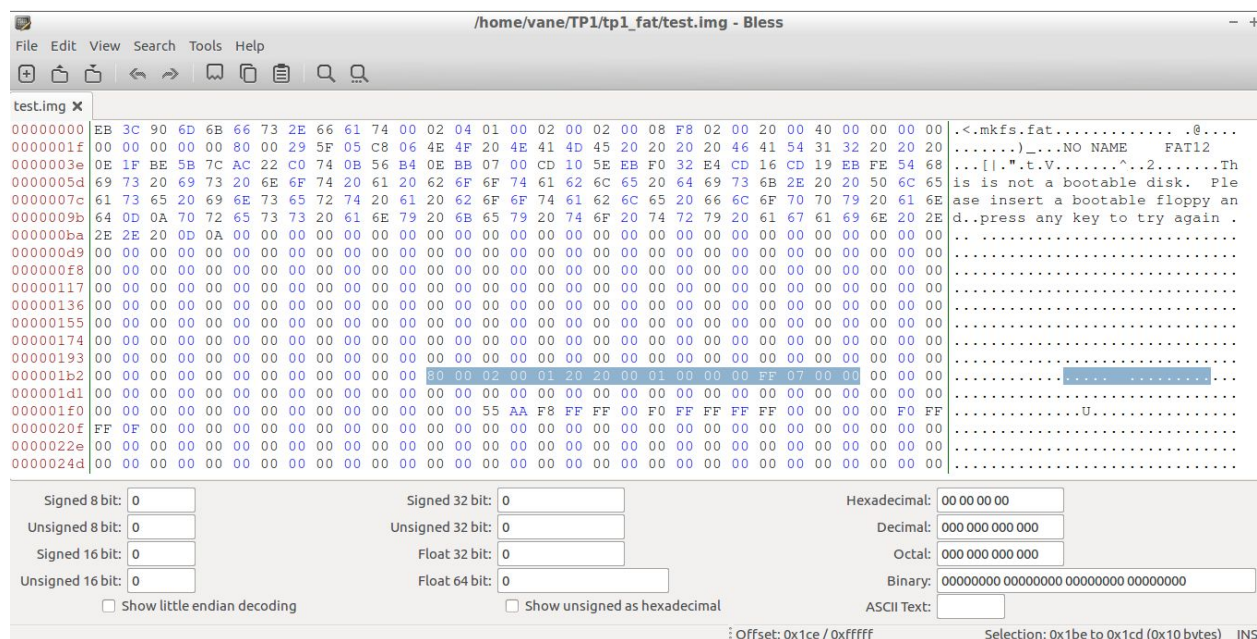 /home/vane/TP1/tp1_fat/test.img - Bless
File Edit View Search Tools Help
test.img
00000000 EB 3C 90 6D 6B 66 73 2E 66 61 74 00 02 04 01 00 02 00 02 00 08 F8 02 00 20 00 40 00 00 00 00 .<.mkfs.fat............. .@....
0000001f 00 00 00 00 80 00 29 5F 05 C8 06 4E 4F 20 4E 41 4D 45 20 20 20 20 46 41 54 31 32 20 20 20 ......)_...NO NAME    FAT12
0000003e 0E 1F BE 5B 7C AC 22 C0 74 0B 56 B4 0E BB 07 00 CD 10 5E EB F0 32 E4 CD 16 CD 19 EB FE 54 68 ...[|.".t.V.......^..2.......Th
0000005d 69 73 20 69 73 20 6E 6F 74 20 61 20 62 6F 6F 74 61 62 6C 65 20 64 69 73 6B 2E 20 20 50 6C 65 is is not a bootable disk.  Ple
0000007c 61 73 65 20 69 6E 73 65 72 74 20 61 20 62 6F 6F 74 61 62 6C 65 20 66 6C 6F 70 70 79 20 61 6E ase insert a bootable floppy an
0000009b 64 0D 0A 70 72 65 73 73 20 61 6E 79 20 6B 65 79 20 74 6F 20 74 72 79 20 61 67 61 69 6E 20 2E d..press any key to try again .
000000ba 2E 2E 20 0D 0A 00 00 00 00 00 00 00 00 00 00 00 00 00 00 00 00 00 00 00 00 00 00 00 00 00 00 .. ............................
000000d9 00 00 00 00 00 00 00 00 00 00 00 00 00 00 00 00 00 00 00 00 00 00 00 00 00 00 00 00 00 00 00 ...............................
000000f8 00 00 00 00 00 00 00 00 00 00 00 00 00 00 00 00 00 00 00 00 00 00 00 00 00 00 00 00 00 00 00 ...............................
00000117 00 00 00 00 00 00 00 00 00 00 00 00 00 00 00 00 00 00 00 00 00 00 00 00 00 00 00 00 00 00 00 ...............................
00000136 00 00 00 00 00 00 00 00 00 00 00 00 00 00 00 00 00 00 00 00 00 00 00 00 00 00 00 00 00 00 00 ...............................
00000155 00 00 00 00 00 00 00 00 00 00 00 00 00 00 00 00 00 00 00 00 00 00 00 00 00 00 00 00 00 00 00 ...............................
00000174 00 00 00 00 00 00 00 00 00 00 00 00 00 00 00 00 00 00 00 00 00 00 00 00 00 00 00 00 00 00 00 ...............................
00000193 00 00 00 00 00 00 00 00 00 00 00 00 00 00 00 00 00 00 00 00 00 00 00 00 00 00 00 00 00 00 00 ...............................
000001b2 00 00 00 00 00 00 00 00 00 00 00 00 80 00 02 00 01 20 20 00 01 00 00 00 FF 07 00 00 00 00 00 .................  ............
000001d1 00 00 00 00 00 00 00 00 00 00 00 00 00 00 00 00 00 00 00 00 00 00 00 00 00 00 00 00 00 00 00 ...............................
000001f0 00 00 00 00 00 00 00 00 00 00 00 00 00 00 55 AA F8 FF FF 00 F0 FF FF FF FF 00 00 00 00 F0 FF ..............U................
0000020f FF 0F 00 00 00 00 00 00 00 00 00 00 00 00 00 00 00 00 00 00 00 00 00 00 00 00 00 00 00 00 00 ...............................
0000022e 00 00 00 00 00 00 00 00 00 00 00 00 00 00 00 00 00 00 00 00 00 00 00 00 00 00 00 00 00 00 00 ...............................
0000024d 00 00 00 00 00 00 00 00 00 00 00 00 00 00 00 00 00 00 00 00 00 00 00 00 00 00 00 00 00 00 00 ...............................
Signed 8 bit: 0 Signed 32 bit: 0 Hexadecimal: 00 00 00 00
Unsigned 8 bit: 0 Unsigned 32 bit: 0 Decimal: 000 000 000 000
Signed 16 bit: 0 Float 32 bit: 0 Octal: 000 000 000 000
Unsigned 16 bit: 0 Float 64 bit: 0 Binary: 00000000 00000000 00000000 00000000
Show little endian decoding Show unsigned as hexadecimal ASCII Text:
Offset: 0x1ce / 0xfffff Selection: 0x1be to 0x1cd (0x10 bytes) INS